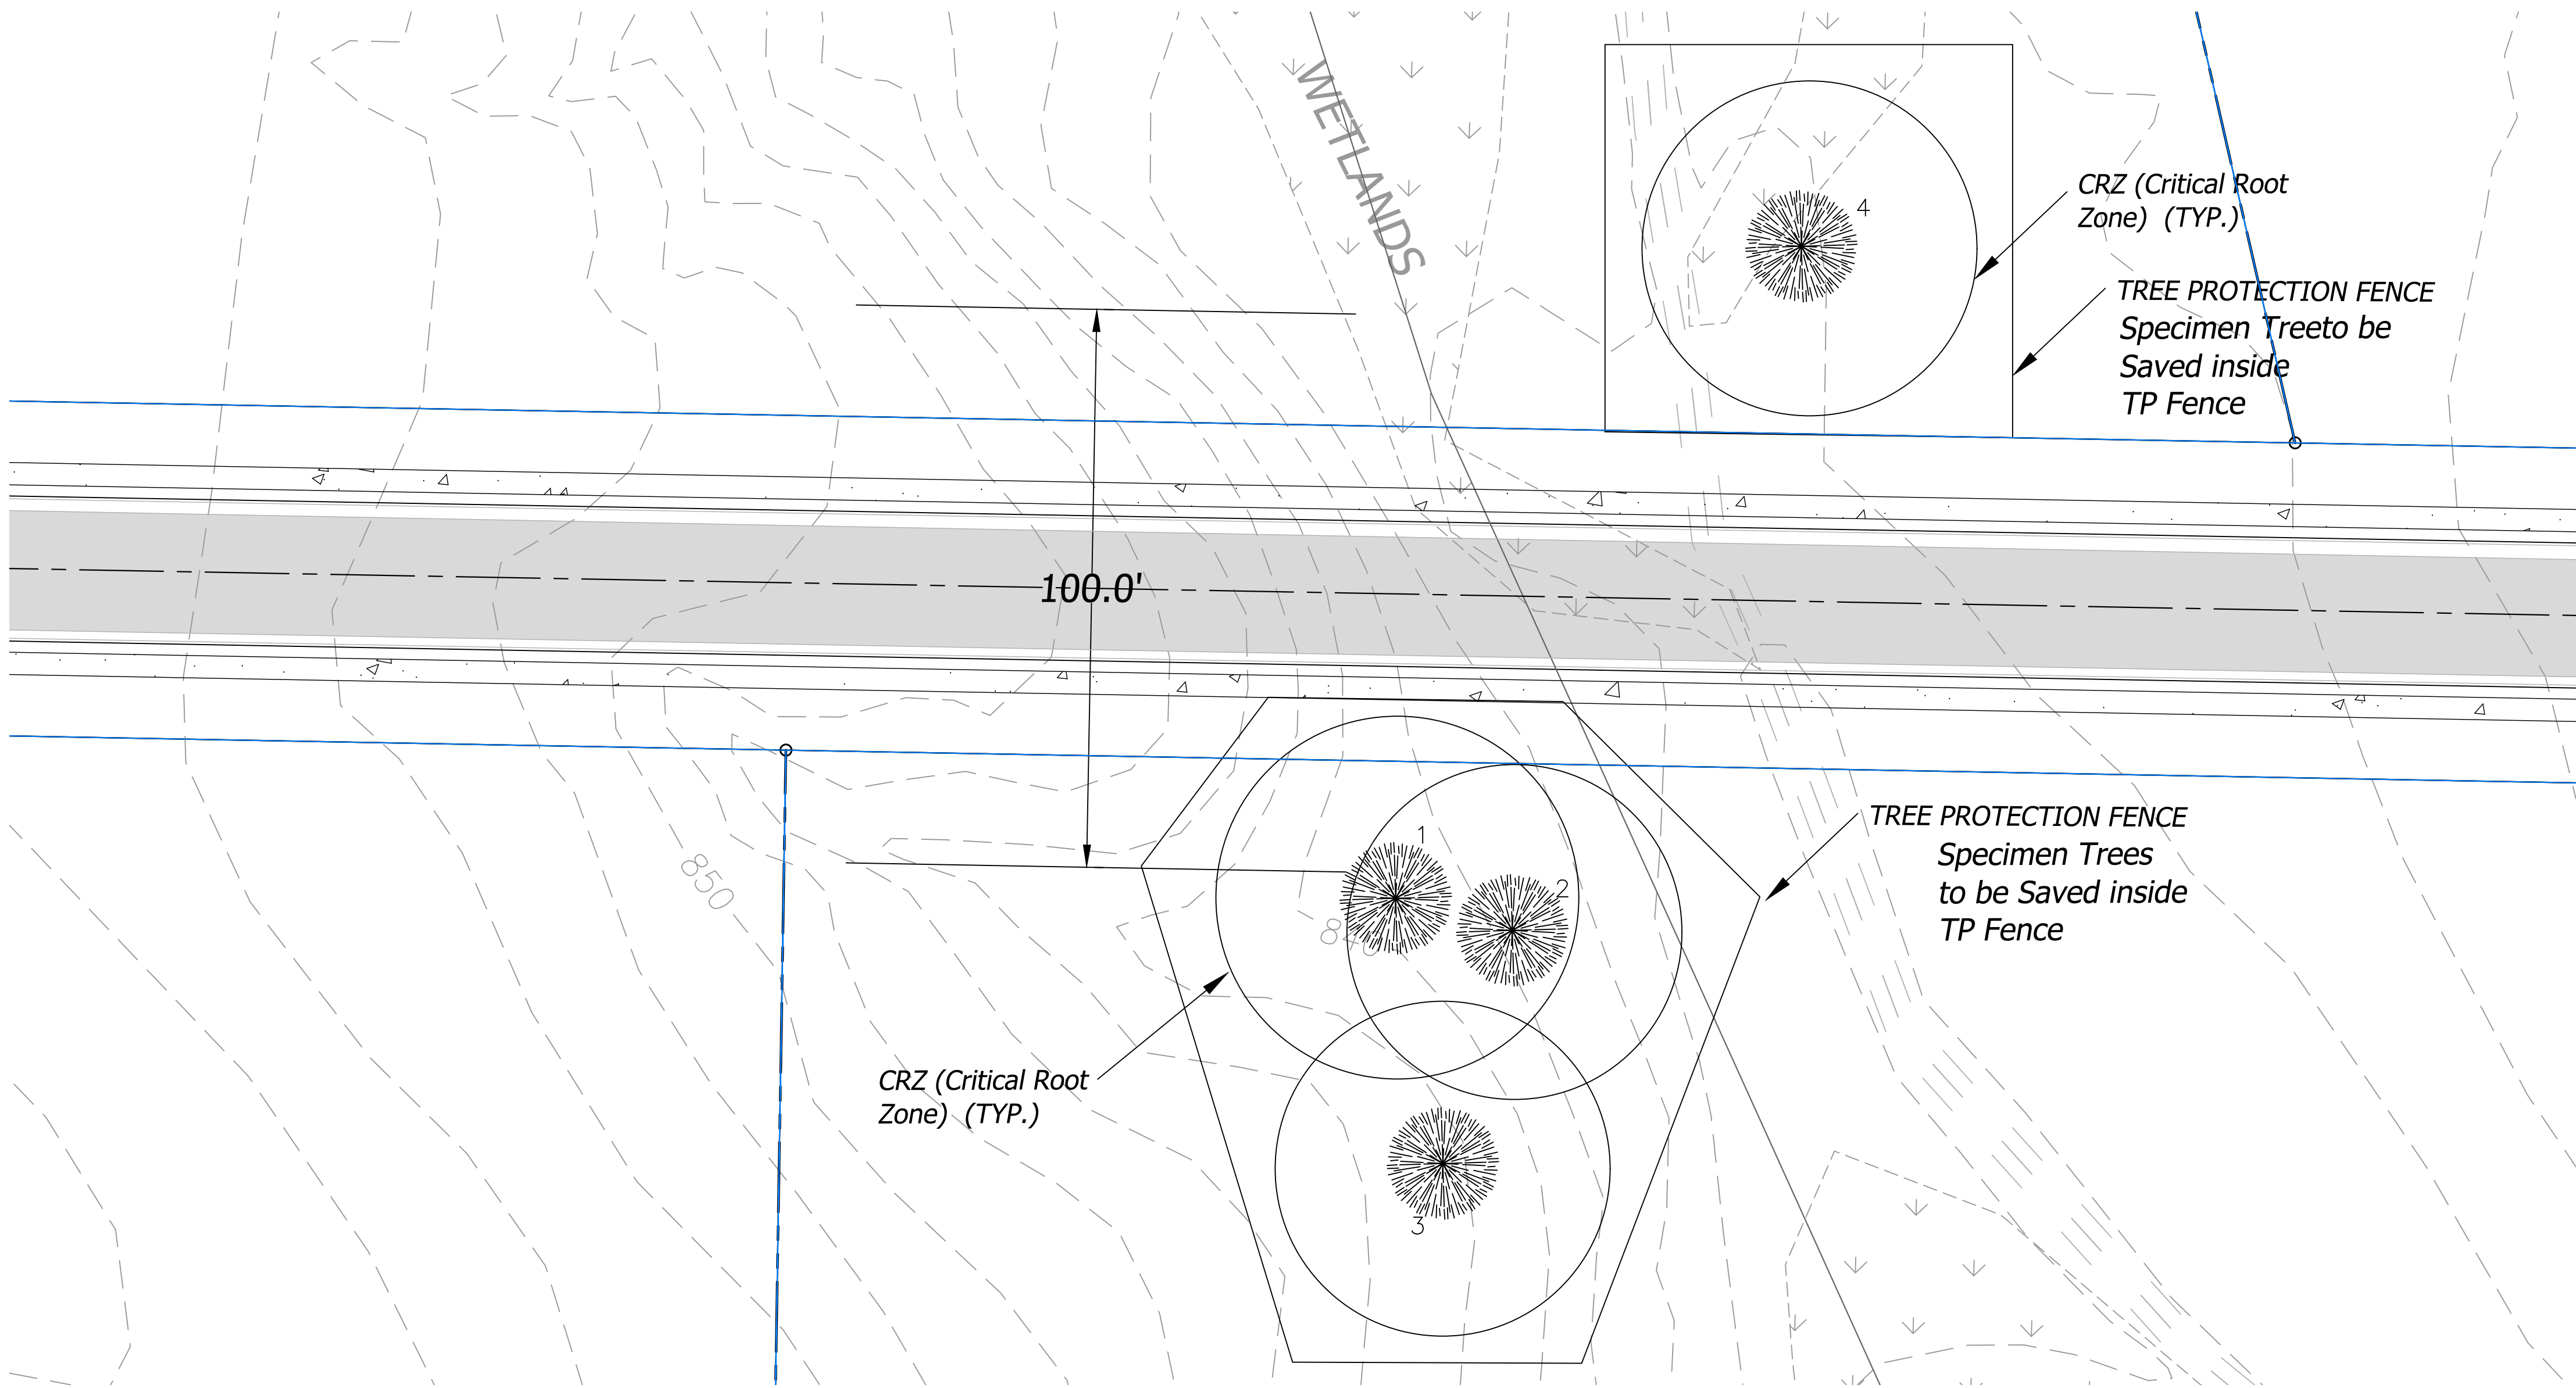 WETLANDS
4
CRZ (Critical Root
Zone) (TYP.)
TREE PROTECTION FENCE
Specimen Treeto be
Saved inside
TP Fence
100.0'
1
2
850
TREE PROTECTION FENCE
Specimen Trees
to be Saved inside
TP Fence
CRZ (Critical Root
Zone) (TYP.)
3